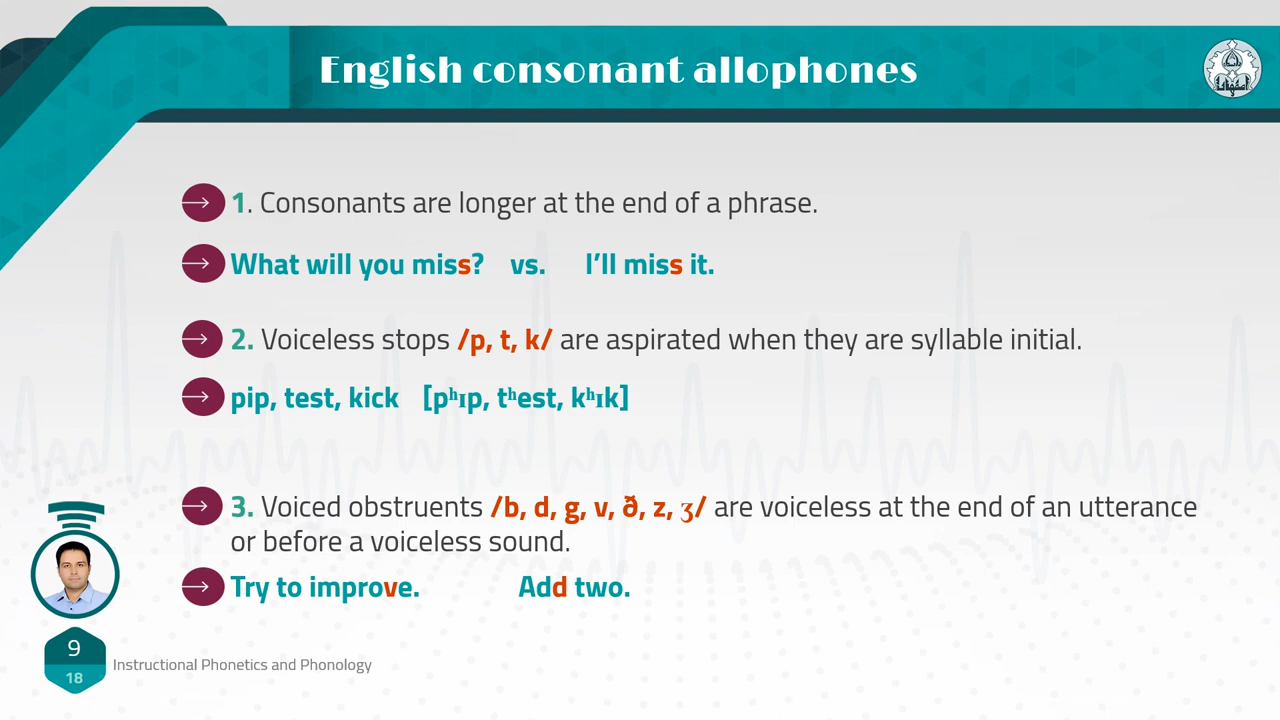 English consonant allophones
1. Consonants are longer at the end of a phrase.
What will you miss? vs. I’ll miss it.
2. Voiceless stops /p, t, k/ are aspirated when they are syllable initial.
pip, test, kick [pʰɪp, tʰest, kʰɪk]
3. Voiced obstruents /b, d, g, v, ð, z, ʒ/ are voiceless at the end of an utterance
or before a voiceless sound.
Try to improve. Add two.
9
18
Instructional Phonetics and Phonology